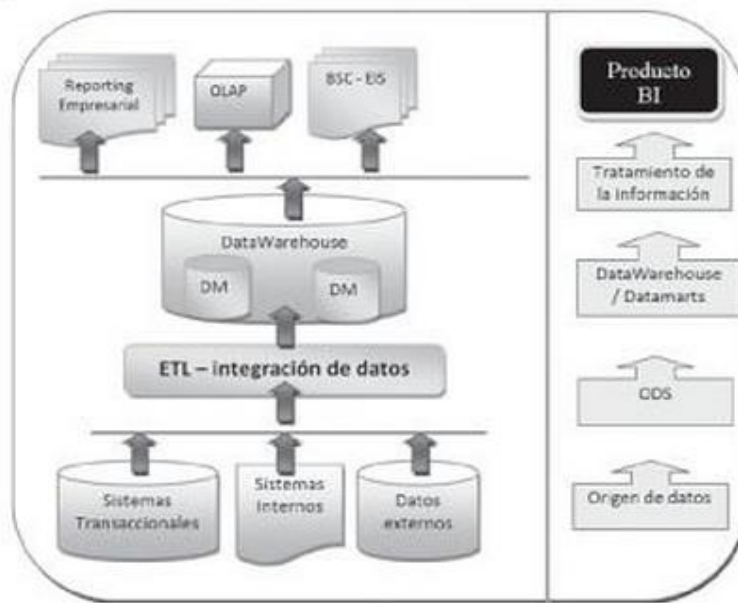 Reporting
Empresarial
OLAP
BSC - EIS
DataWarehouse
DM
DM
ETL – integración de datos
Sistemas
Transaccionales
Sistemas
Internos
Datos
externos
Producto
BI
Tratamiento de
la información
DataWarehouse
/ Datamarts
ODS
Origen de datos